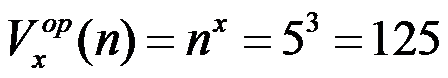 V_x^{op}(n) = n^x = 5^3 = 125